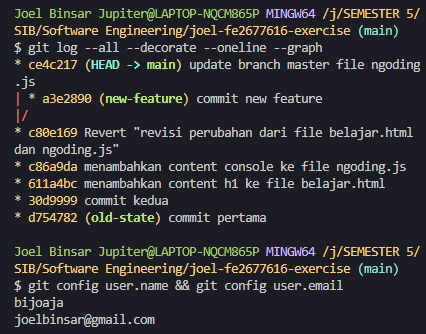 Joel Binsar Jupiter@LAPTOP-NQCM865P MINGW64 /j/SEMESTER 5/
SIB/Software Engineering/joel-fe2677616-exercise (main)
$ git log --all --decorate --oneline --graph
* ce4c217 (HEAD -> main) update branch master file ngoding
.js
| * a3e2890 (new-feature) commit new feature
|/
* c80e169 Revert "revisi perubahan dari file belajar.html
dan ngoding.js"
* c86a9da menambahkan content console ke file ngoding.js
* 611a4bc menambahkan content h1 ke file belajar.html
* 30d9999 commit kedua
* d754782 (old-state) commit pertama
Joel Binsar Jupiter@LAPTOP-NQCM865P MINGW64 /j/SEMESTER 5/
SIB/Software Engineering/joel-fe2677616-exercise (main)
$ git config user.name && git config user.email
bijoaja
joelbinsar@gmail.com